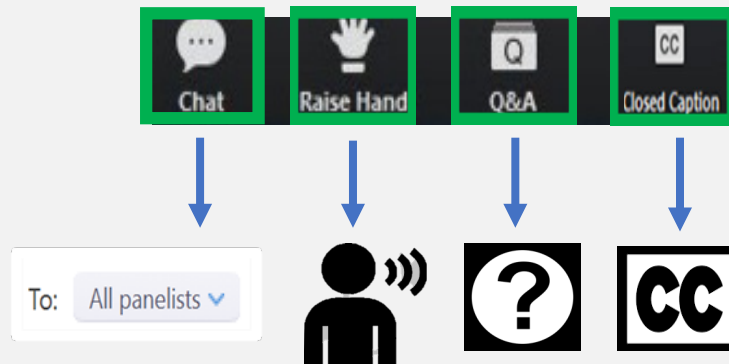 Chat
Raise Hand
Q
Q&A
CC
Closed Caption
To: All panelists
?
CC